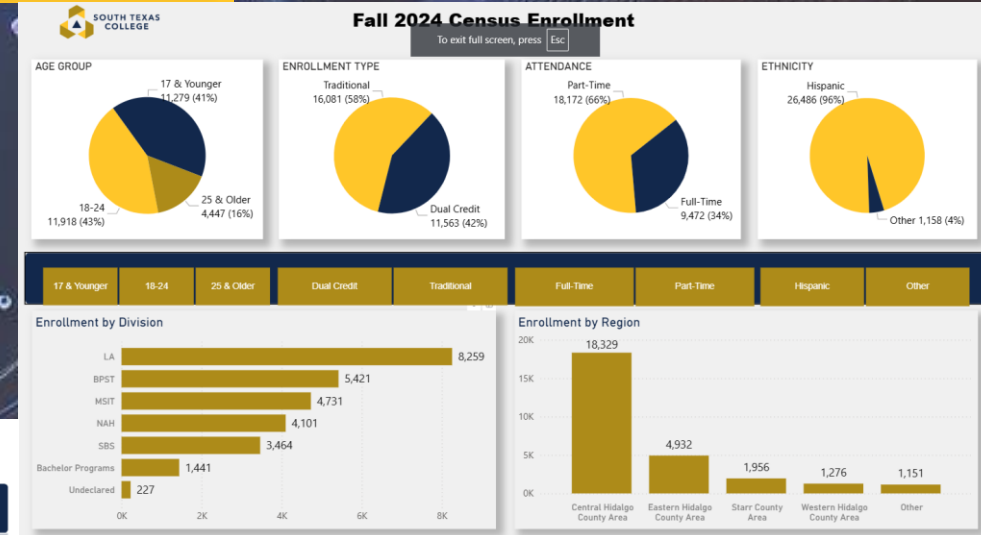 SOUTH TEXAS
COLLEGE
Fall 2024 Census Enrollment
To exit full screen, press Esc
AGE GROUP
17 & Younger
11,279 (41%)
25 & Older
4,447 (16%)
18-24
11,918 (43%)
ENROLLMENT TYPE
Traditional
16,081 (58%)
Dual Credit
11,563 (42%)
ATTENDANCE
Part-Time
18,172 (66%)
Full-Time
9,472 (34%)
ETHNICITY
Hispanic
26,486 (96%)
Other 1,158 (4%)
17 & Younger 18-24 25 & Older Dual Credit Traditional Full-Time Part-Time Hispanic Other
Enrollment by Division
LA 8,259
BPST 5,421
MSIT 4,731
NAH 4,101
SBS 3,464
Bachelor Programs 1,441
Undeclared 227
0K 2K 4K 6K 8K
Enrollment by Region
20K
15K
10K
5K
0K
18,329
4,932
1,956
1,276
1,151
Central Hidalgo
County Area
Eastern Hidalgo
County Area
Starr County
Area
Western Hidalgo
County Area
Other